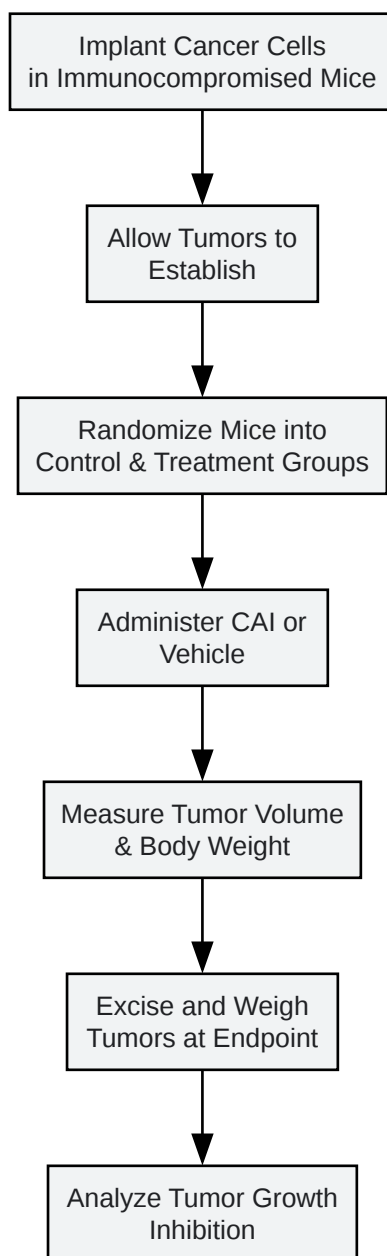 Implant Cancer Cells
in Immunocompromised Mice
Allow Tumors to
Establish
Randomize Mice into
Control & Treatment Groups
Administer CAI or
Vehicle
Measure Tumor Volume
& Body Weight
Excise and Weigh
Tumors at Endpoint
Analyze Tumor Growth
Inhibition